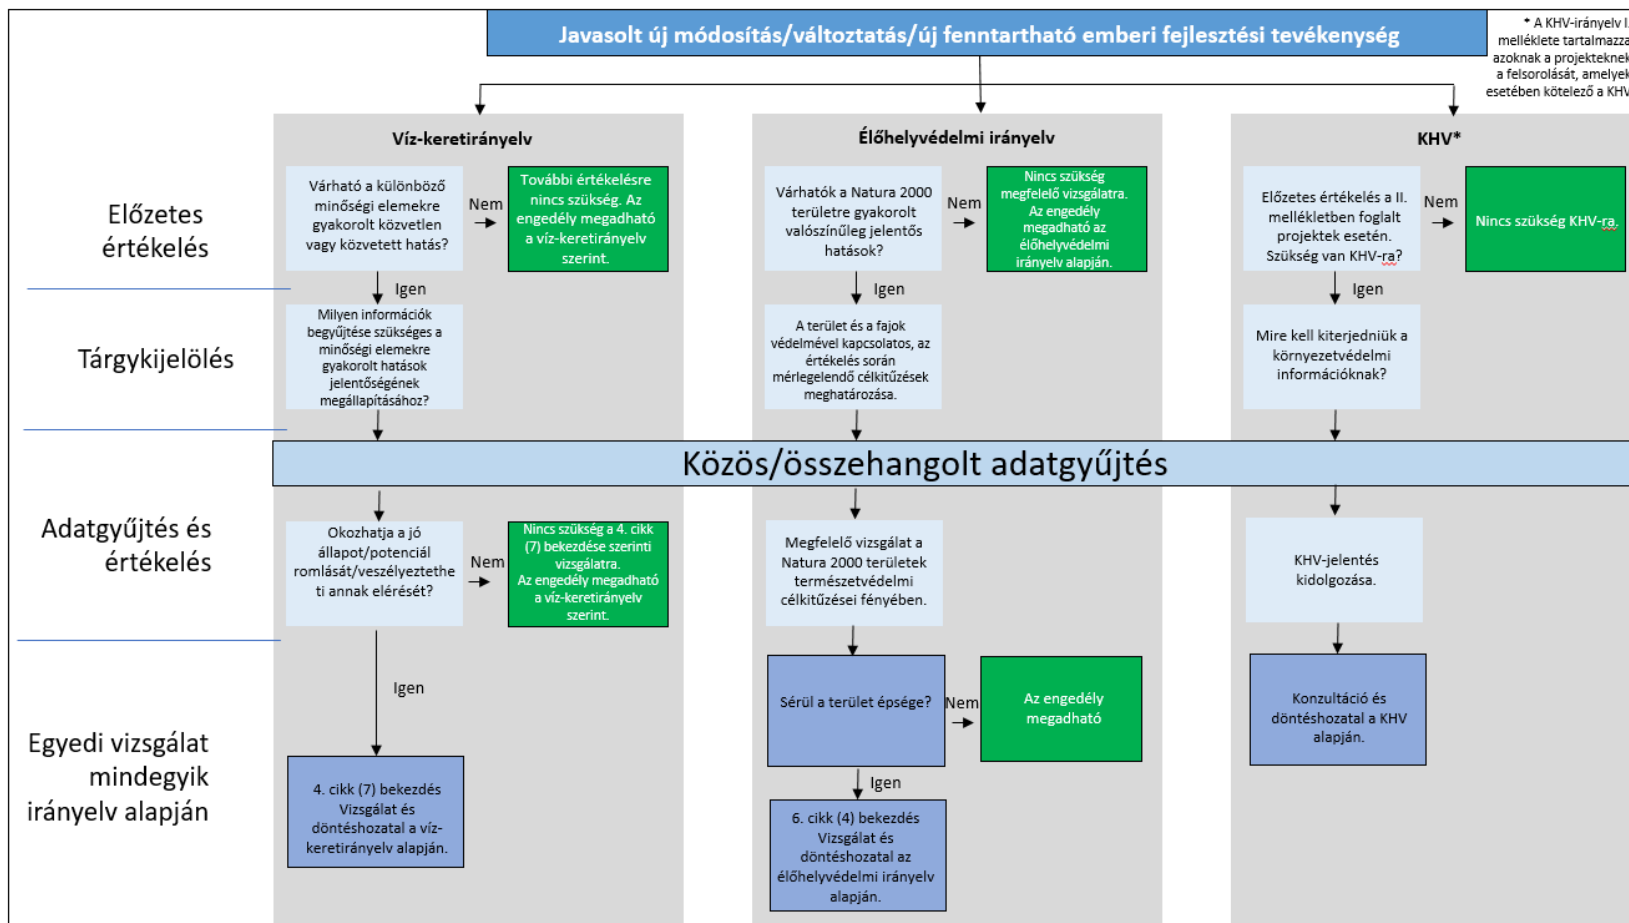 Javasolt új módosítás/változtatás/új fenntartható emberi fejlesztési tevékenység
* A KHV-irányelv I.
melléklete tartalmazza
azoknak a projekteknek
a felsorolását, amelyek
esetében kötelező a KHV
Víz-keretirányelv
Élőhelyvédelmi irányelv
KHV*
Előzetes
értékelés
Várható a különböző
minőségi elemekre
gyakorolt közvetlen
vagy közvetett hatás?
Nem
További értékelésre
nincs szükség. Az
engedély megadható
a víz-keretirányelv
szerint.
Várhatók a Natura 2000
területre gyakorolt
valószínűleg jelentős
hatások?
Nem
Nincs szükség
megfelelő vizsgálatra.
Az engedély
megadható az
élőhelyvédelmi
irányelv alapján.
Előzetes értékelés a II.
mellékletben foglalt
projektek esetén.
Szükség van KHV-ra?
Nem
Nincs szükség KHV-ra.
Igen
Igen
Igen
Tárgykijelölés
Milyen információk
begyűjtése szükséges a
minőségi elemekre
gyakorolt hatások
jelentőségének
megállapításához?
A terület és a fajok
védelmével kapcsolatos, az
értékelés során
mérlegelendő célkitűzések
meghatározása.
Mire kell kiterjedniük a
környezetvédelmi
információknak?
Közös/összehangolt adatgyűjtés
Adatgyűjtés és
értékelés
Okozhatja a jó
állapot/potenciál
romlását/veszélyeztethe
ti annak elérését?
Nem
Nincs szükség a 4. cikk
(7) bekezdése szerinti
vizsgálatra.
Az engedély megadható
a víz-keretirányelv
szerint.
Megfelelő vizsgálat a
Natura 2000 területek
természetvédelmi
célkitűzései fényében.
KHV-jelentés
kidolgozása.
Igen
Egyedi vizsgálat
mindegyik
irányelv alapján
Sérül a terület épsége?
Nem
Az engedély
megadható
Konzultáció és
döntéshozatal a KHV
alapján.
Igen
4. cikk (7) bekezdés
Vizsgálat és
döntéshozatal a víz-
keretirányelv alapján.
6. cikk (4) bekezdés
Vizsgálat és
döntéshozatal az
élőhelyvédelmi irányelv
alapján.